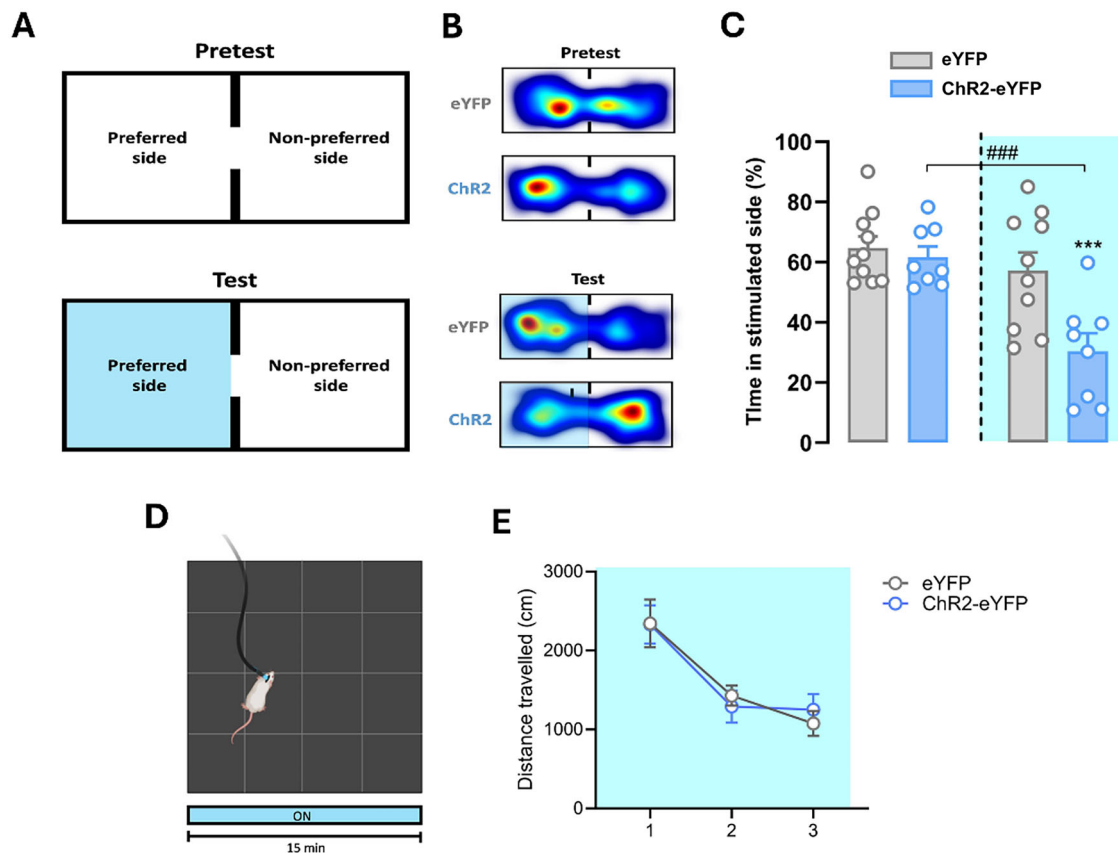 A
Pretest
Preferred
side
Non-preferred
side
Test
Preferred
side
Non-preferred
side
B
Pretest
eYFP
ChR2
Test
eYFP
ChR2
C
eYFP
ChR2-eYFP
TIme in stimulated side (%)
100
80
60
40
20
0
###
***
D
ON
15 min
E
Distance travelled (cm)
3000
2000
1000
0
1
2
3
eYFP
ChR2-eYFP